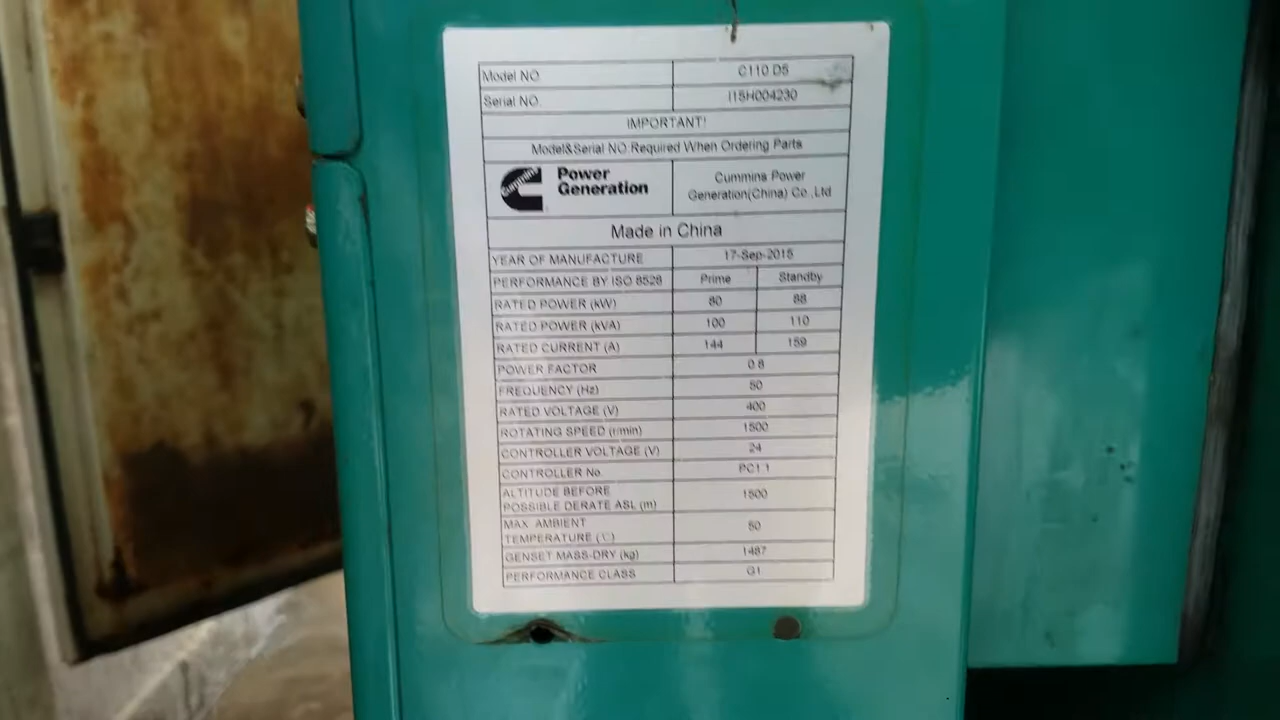 Model NO. C110 D5
Serial NO. I15H004230
IMPORTANT!
Model&Serial NO.Required When Ordering Parts
Cummins
Power
Generation
Cummins Power
Generation(China) Co.,Ltd
Made in China
YEAR OF MANUFACTURE 17-Sep-2015
PERFORMANCE BY ISO 8528 Prime Standby
RATED POWER (kW) 80 88
RATED POWER (kVA) 100 110
RATED CURRENT (A) 144 159
POWER FACTOR 0.8
FREQUENCY (Hz) 50
RATED VOLTAGE (V) 400
ROTATING SPEED (r/min) 1500
CONTROLLER VOLTAGE (V) 24
CONTROLLER No. PC1.1
ALTITUDE BEFORE
POSSIBLE DERATE ASL (m) 1500
MAX. AMBIENT
TEMPERATURE (℃) 50
GENSET MASS-DRY (kg) 1487
PERFORMANCE CLASS G1